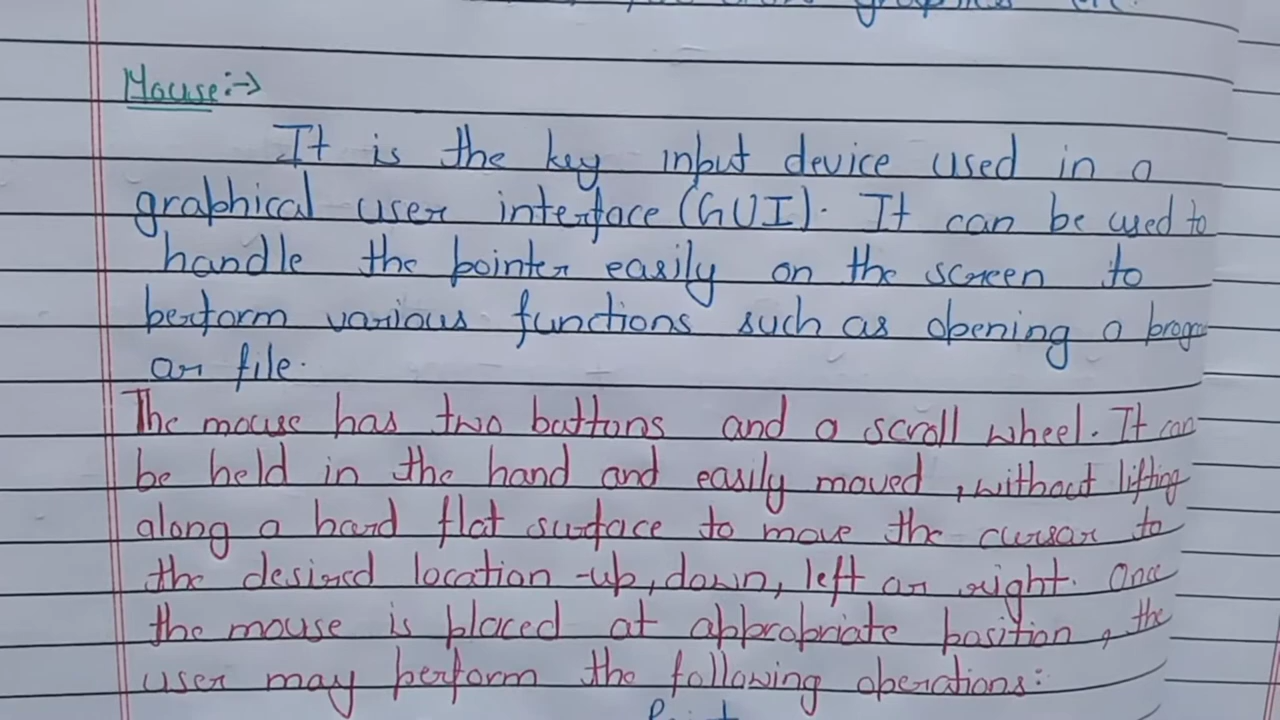 graphics etc.
Mouse:→
It is the key input device used in a
graphical user interface (GUI). It can be used to
handle the pointer easily on the screen to
perform various functions such as opening a
or file.
The mouse has two buttons and a scroll wheel. It can
be held in the hand and easily moved, without lifting
along a hard flat surface to move the cursor to
the desired location -up, down, left or right. Once
the mouse is placed at appropriate position, the
user may perform the following operations: